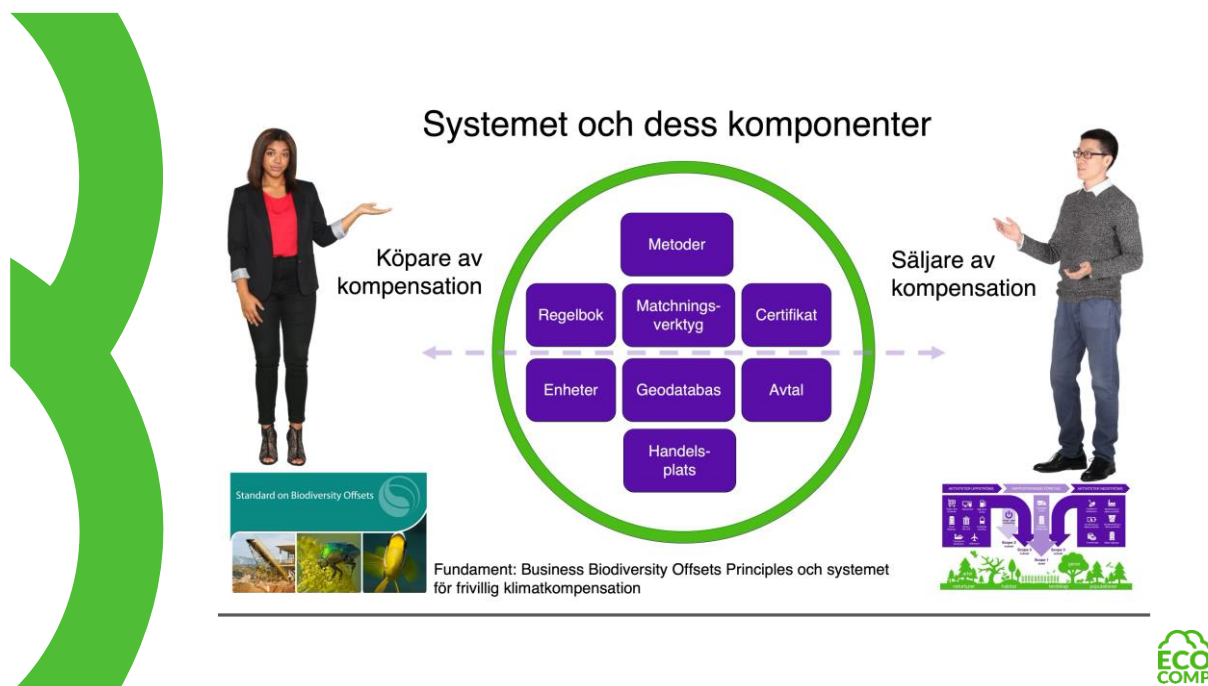 Systemet och dess komponenter
Köpare av
kompensation
Säljare av
kompensation
Metoder
Regelbok
Matchnings-
verktyg
Certifikat
Enheter
Geodatabas
Avtal
Handels-
plats
Standard on Biodiversity Offsets
Fundament: Business Biodiversity Offsets Principles och systemet
för frivillig klimatkompensation
ECO
COMP